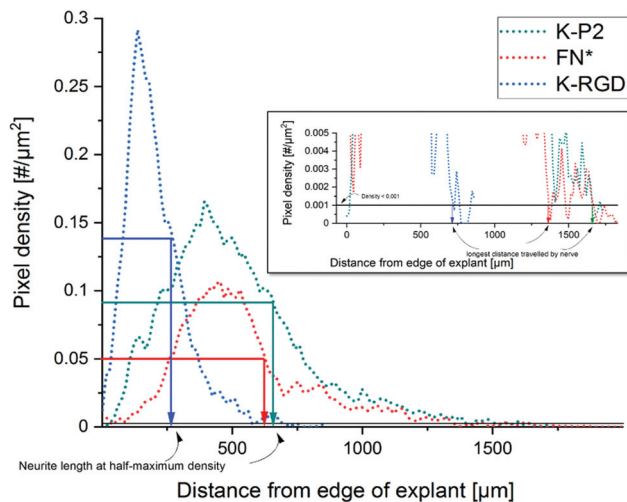 0.3
0.25
0.2
0.15
0.1
0.05
0
Pixel density [#/µm²]
500
1000
1500
Distance from edge of explant [µm]
Neurite length at half-maximum density
K-P2
FN*
K-RGD
0.005
0.004
0.003
0.002
0.001
0.000
Pixel density [#/µm²]
Density < 0.001
0
500
1000
1500
longest distance travelled by nerve
Distance from edge of explant [µm]